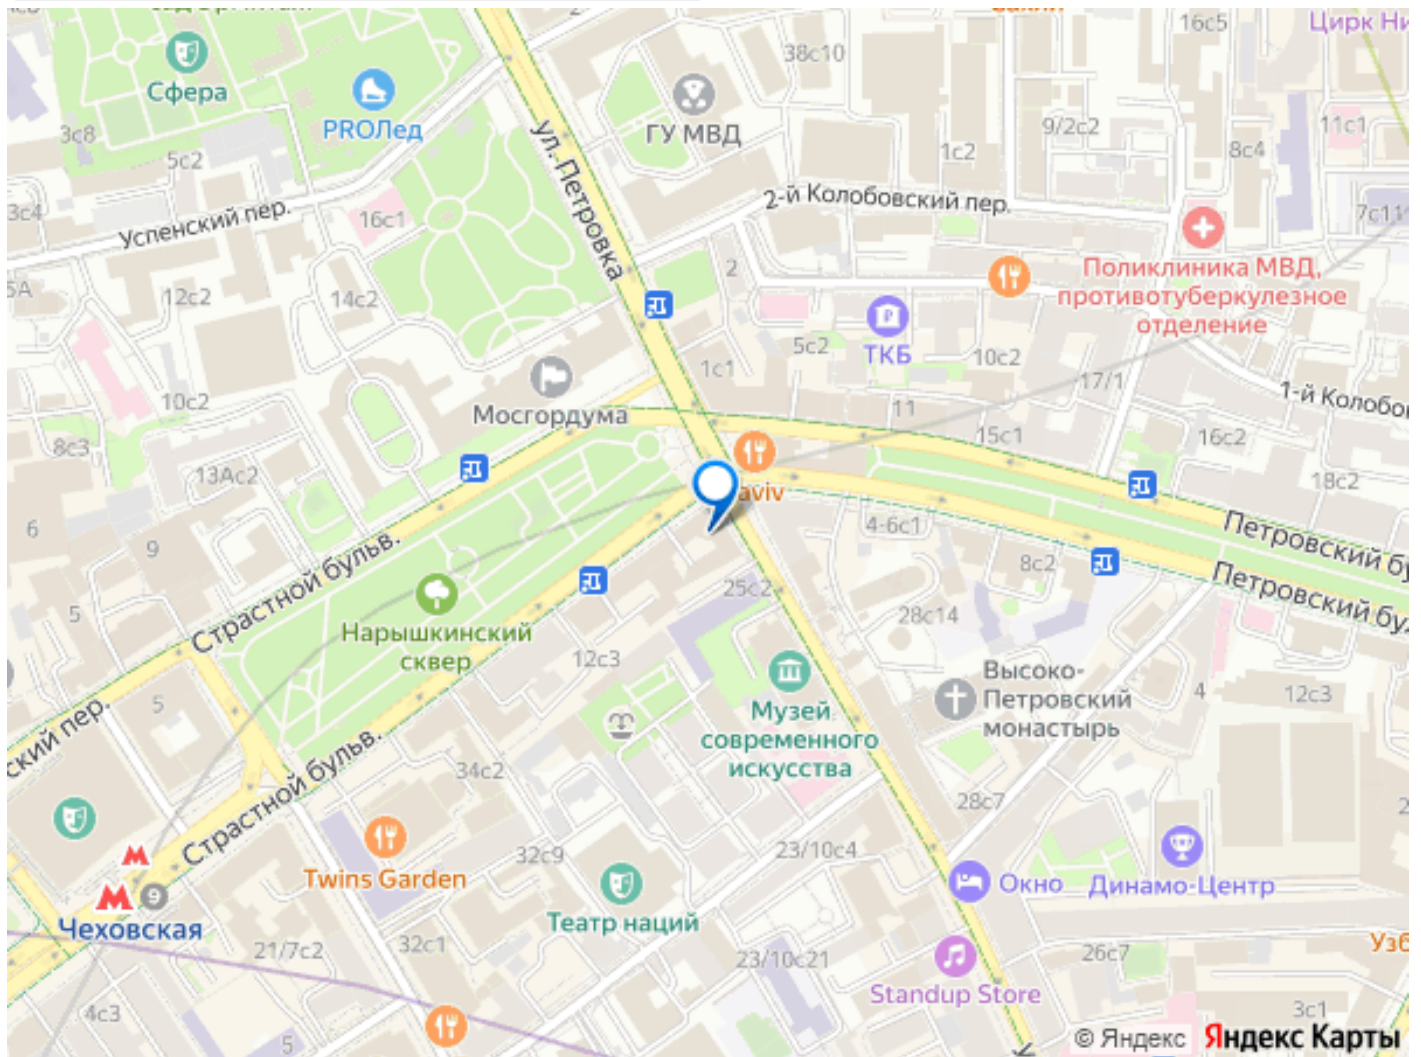 38с10
16с5
Цирк Ни
Сфера
PROЛед
ГУ МВД
3с8
5с2
9/2с2
1с2
11с1
8с4
ул. Петровка
2-й Колобовский пер.
3с4
Успенский пер.
16с1
7с11
5А
12с2
14с2
2
Поликлиника МВД,
противотуберкулезное
отделение
ТКБ
5с2
10с2
1с1
17/1
1-й Колобо
10с2
Мосгордума
11
15с1
16с2
8с3
13Ас2
18с2
aviv
6
9
4-6с1
Петровский бу
8с2
Петровский бул
5
Страстной бульв.
25с2
28с14
Нарышкинский
сквер
12с3
Высоко-
Петровский
монастырь
4
12с3
5
Музей
современного
искусства
ский пер.
34с2
Страстной бульв.
28с7
32с9
23/10с4
Twins Garden
Окно
Динамо-Центр
9
Чеховская
Театр наций
21/7с2
32с1
23/10с21
26с7
Узб
Standup Store
4с3
5
3с1
© Яндекс
Яндекс Карты